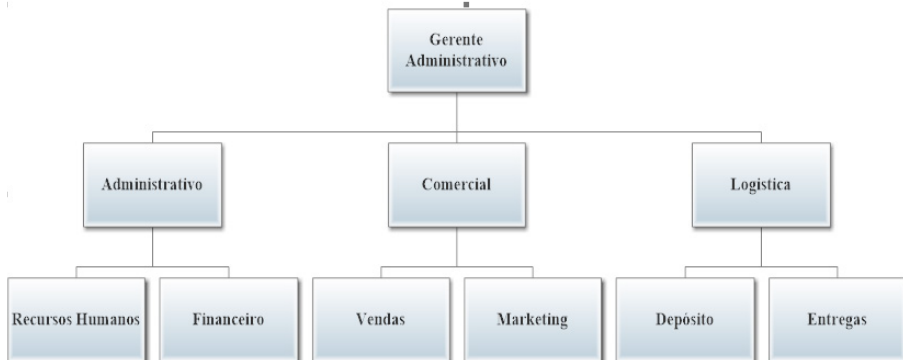 Gerente
Administrativo
Administrativo
Comercial
Logistica
Recursos Humanos
Financeiro
Vendas
Marketing
Depósito
Entregas